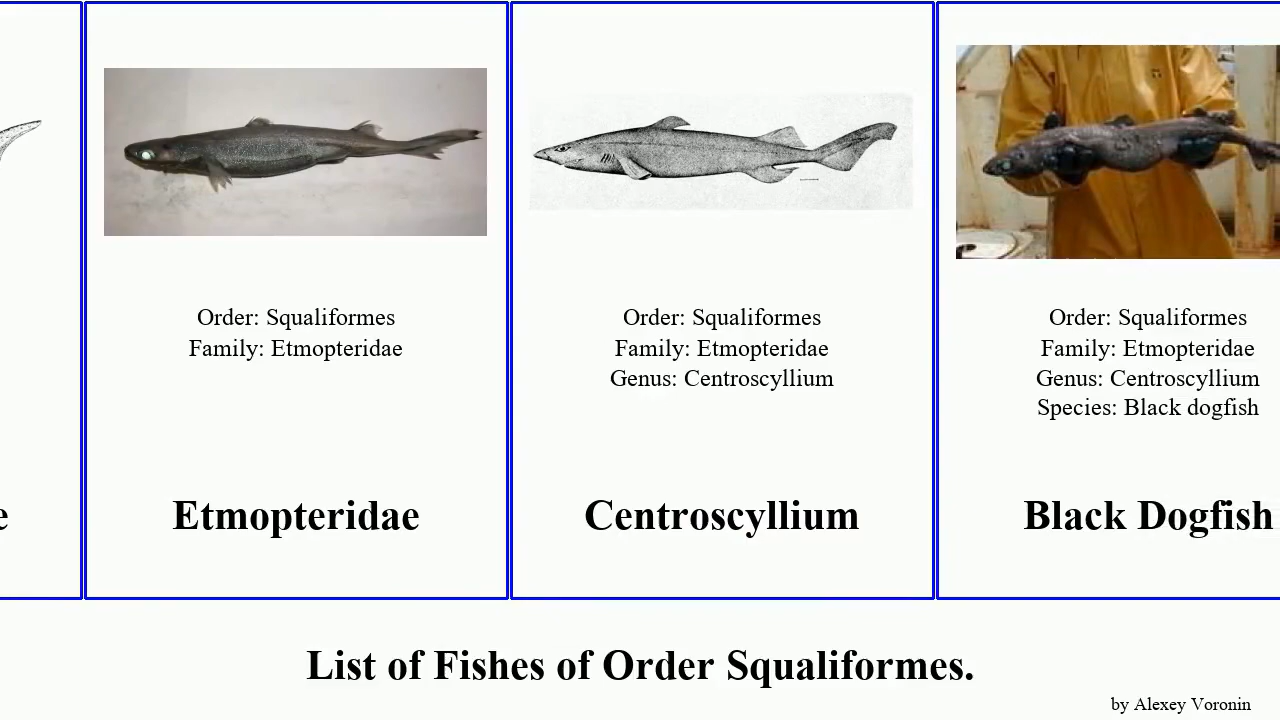 Order: Squaliformes
Family: Etmopteridae
Etmopteridae
Order: Squaliformes
Family: Etmopteridae
Genus: Centroscyllium
Centroscyllium
Order: Squaliformes
Family: Etmopteridae
Genus: Centroscyllium
Species: Black dogfish
Black Dogfish
List of Fishes of Order Squaliformes.
by Alexey Voronin